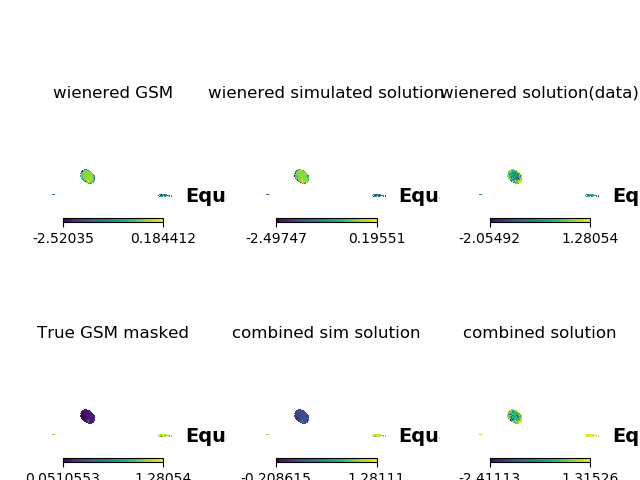 wienered GSM
wienered simulated solution
wienered solution(data)
Equ
Equ
Eq
-2.52035 0.184412
-2.49747 0.19551
-2.05492 1.28054
True GSM masked
combined sim solution
combined solution
Equ
Equ
Eq
0.0510553 1.28054
-0.208615 1.28111
-2.41113 1.31526